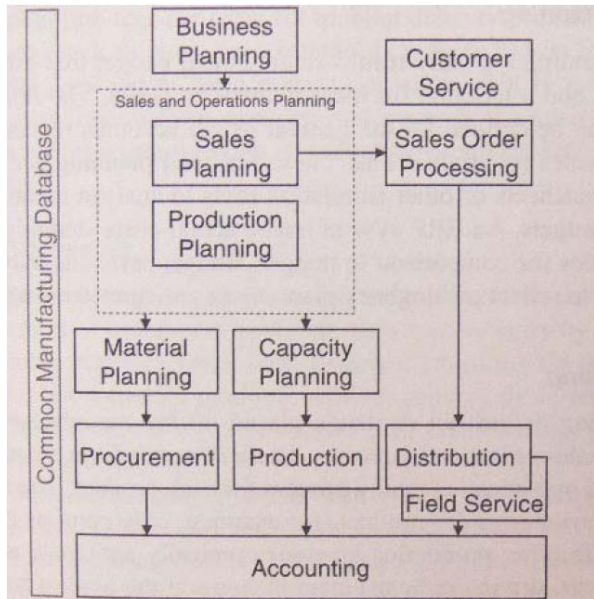 Common Manufacturing Database
Business
Planning
Customer
Service
Sales and Operations Planning
Sales
Planning
Sales Order
Processing
Production
Planning
Material
Planning
Capacity
Planning
Procurement
Production
Distribution
Field Service
Accounting